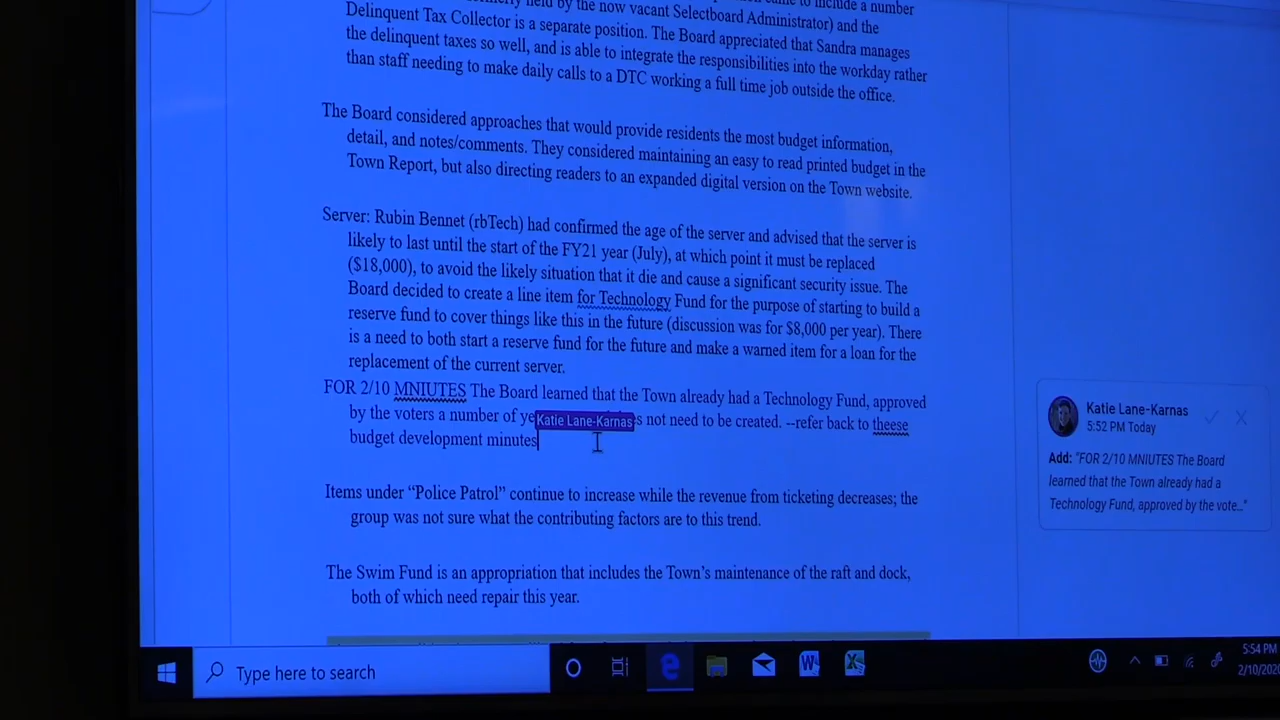 held by the now vacant Selectboard Administrator) and the
Delinquent Tax Collector is a separate position. The Board appreciated that Sandra manages
the delinquent taxes so well, and is able to integrate the responsibilities into the workday rather
than staff needing to make daily calls to a DTC working a full time job outside the office.
The Board considered approaches that would provide residents the most budget information,
detail, and notes/comments. They considered maintaining an easy to read printed budget in the
Town Report, but also directing readers to an expanded digital version on the Town website.
Server: Rubin Bennet (rbTech) had confirmed the age of the server and advised that the server is
likely to last until the start of the FY21 year (July), at which point it must be replaced
($18,000), to avoid the likely situation that it die and cause a significant security issue. The
Board decided to create a line item for Technology Fund for the purpose of starting to build a
reserve fund to cover things like this in the future (discussion was for $8,000 per year). There
is a need to both start a reserve fund for the future and make a warned item for a loan for the
replacement of the current server.
FOR 2/10 MNIUTES The Board learned that the Town already had a Technology Fund, approved
by the voters a number of ye Katie Lane-Karnas s not need to be created. --refer back to theese
budget development minutes
Items under “Police Patrol” continue to increase while the revenue from ticketing decreases; the
group was not sure what the contributing factors are to this trend.
The Swim Fund is an appropriation that includes the Town’s maintenance of the raft and dock,
both of which need repair this year.
Katie Lane-Karnas
5:52 PM Today
Add: "FOR 2/10 MNIUTES The Board
learned that the Town already had a
Technology Fund, approved by the vote..."
Type here to search
5:54 PM
2/10/2020